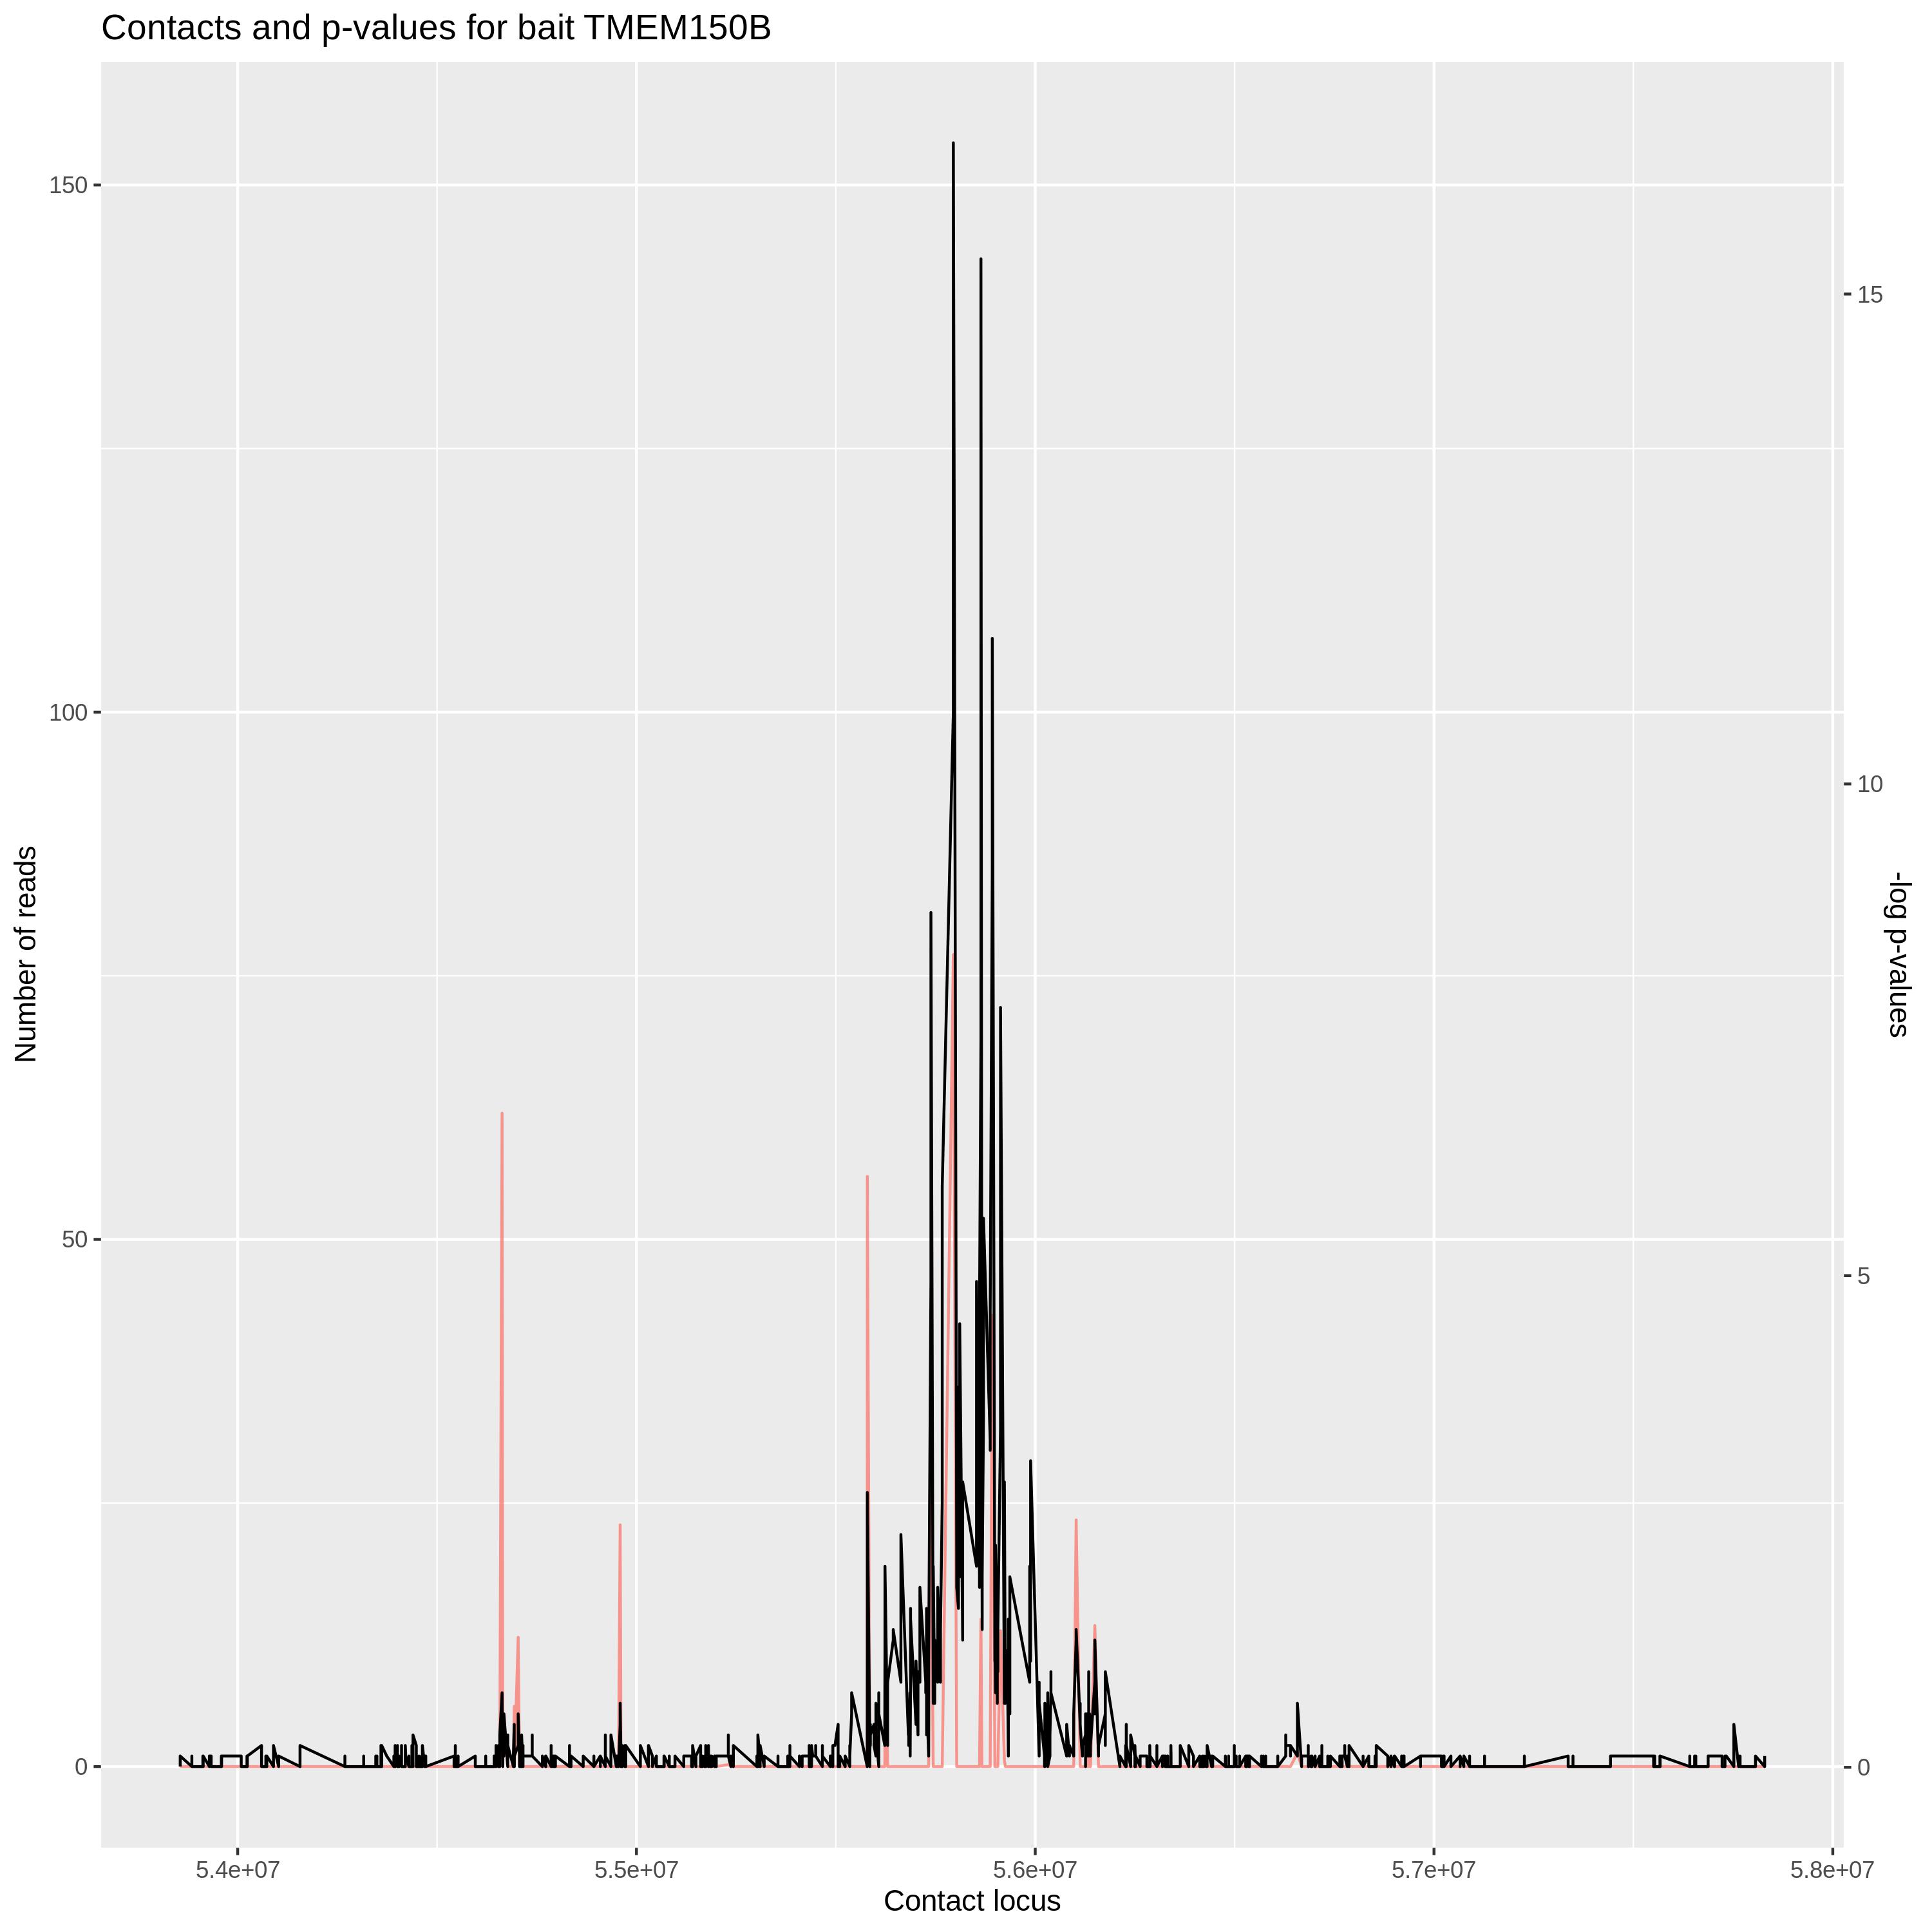 Contacts and p-values for bait TMEM150B
150
100
50
0
Number of reads
15
10
5
0
-log p-values
5.4e+07 5.5e+07 5.6e+07 5.7e+07 5.8e+07
Contact locus